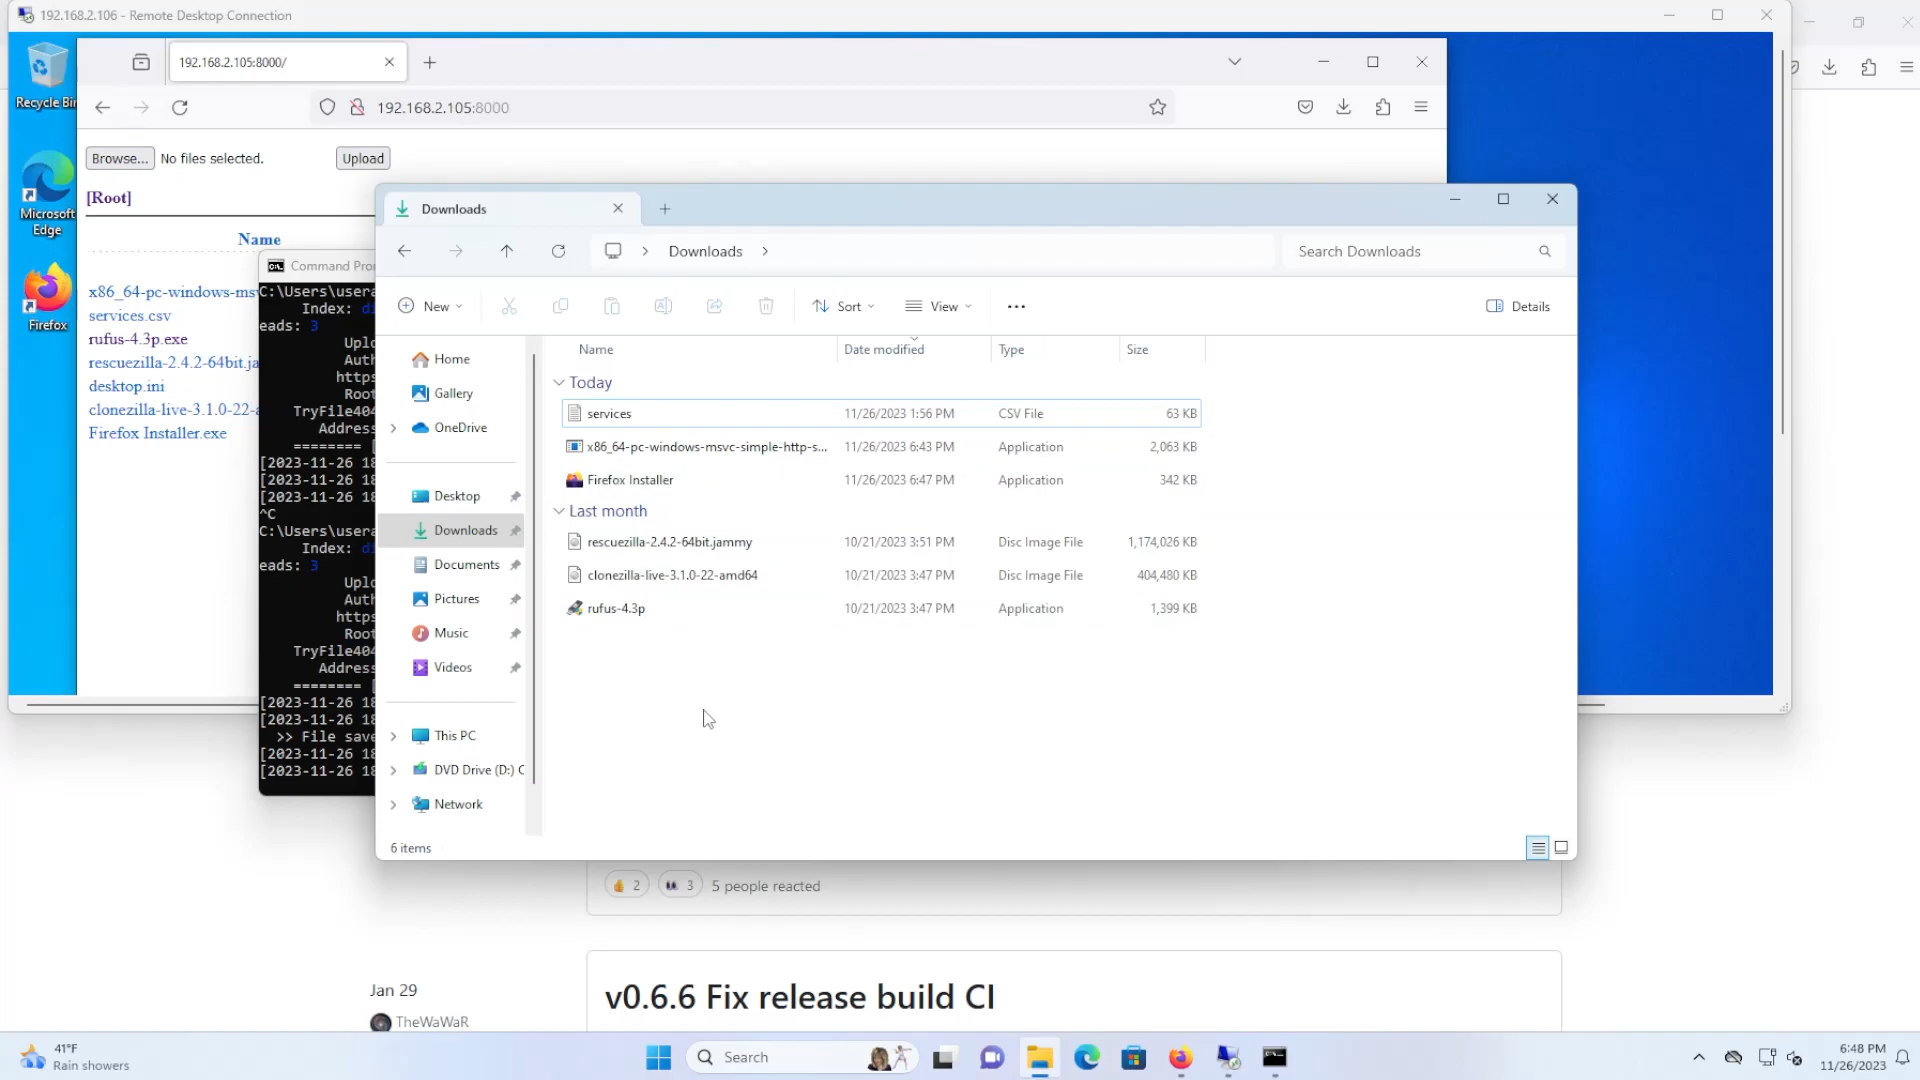 192.168.2.106 - Remote Desktop Connection
Recycle Bin
192.168.2.105:8000/
192.168.2.105:8000
Browse... No files selected. Upload
[Root]
Microsoft
Edge
Name
Firefox
x86_64-pc-windows-msv
services.csv
rufus-4.3p.exe
rescuezilla-2.4.2-64bit.ja
desktop.ini
clonezilla-live-3.1.0-22-a
Firefox Installer.exe
Command Pro
C:\Users\usera
Index: di
eads: 3
Uplo
Auth
https
Root
TryFile404
Address
======== [
[2023-11-26 18
[2023-11-26 18
[2023-11-26 18
^C
C:\Users\usera
Index: di
eads: 3
Uplo
Auth
https
Root
TryFile404
Address
======== [
[2023-11-26 18
[2023-11-26 18
>> File save
[2023-11-26 18
[2023-11-26 18
Downloads
Downloads
Search Downloads
New
Sort
View
Details
Home
Gallery
OneDrive
Desktop
Downloads
Documents
Pictures
Music
Videos
This PC
DVD Drive (D:) C
Network
Name Date modified Type Size
Today
services 11/26/2023 1:56 PM CSV File 63 KB
x86_64-pc-windows-msvc-simple-http-s... 11/26/2023 6:43 PM Application 2,063 KB
Firefox Installer 11/26/2023 6:47 PM Application 342 KB
Last month
rescuezilla-2.4.2-64bit.jammy 10/21/2023 3:51 PM Disc Image File 1,174,026 KB
clonezilla-live-3.1.0-22-amd64 10/21/2023 3:47 PM Disc Image File 404,480 KB
rufus-4.3p 10/21/2023 3:47 PM Application 1,399 KB
6 items
2 3 5 people reacted
Jan 29
TheWaWaR
v0.6.6 Fix release build CI
41°F
Rain showers
Search
6:48 PM
11/26/2023